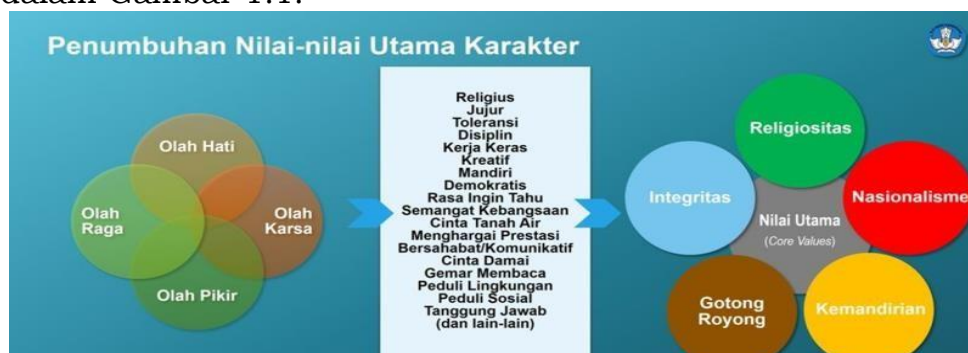 dalam Gambar 1.1.
Penumbuhan Nilai-nilai Utama Karakter
Olah Hati
Olah
Raga
Olah
Karsa
Olah Pikir
Religius
Jujur
Toleransi
Disiplin
Kerja Keras
Kreatif
Mandiri
Demokratis
Rasa Ingin Tahu
Semangat Kebangsaan
Cinta Tanah Air
Menghargai Prestasi
Bersahabat/Komunikatif
Cinta Damai
Gemar Membaca
Peduli Lingkungan
Peduli Sosial
Tanggung Jawab
(dan lain-lain)
Religiositas
Integritas
Nasionalisme
Nilai Utama
(Core Values)
Gotong
Royong
Kemandirian